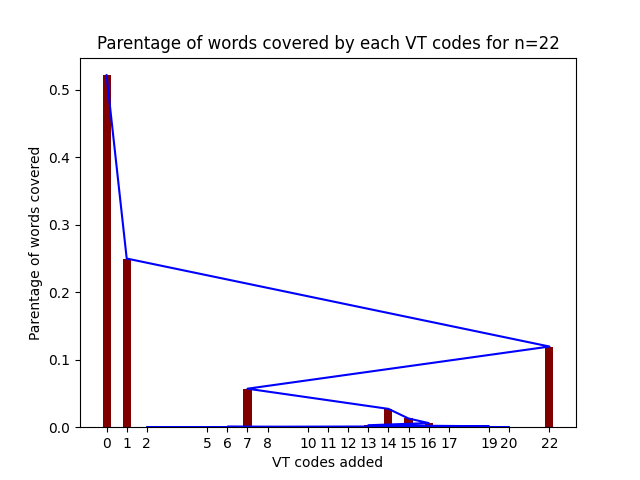 Parentage of words covered by each VT codes for n=22
Parentage of words covered
0.5
0.4
0.3
0.2
0.1
0.0
0 1 2 5 6 7 8 10 11 12 13 14 15 16 17 19 20 22
VT codes added